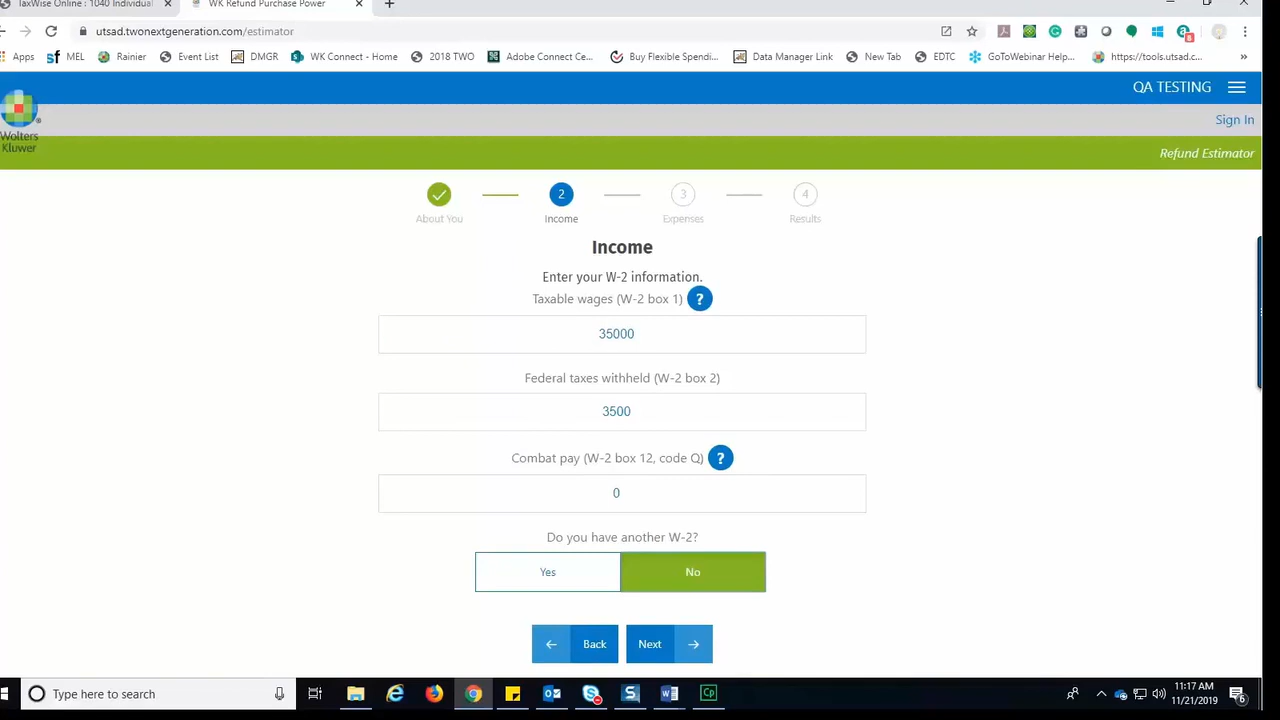 TaxWise Online : 1040 Individual × WK Refund Purchase Power × +
utsad.twonextgeneration.com/estimator
Apps MEL Rainier Event List DMGR WK Connect - Home 2018 TWO Adobe Connect Ce... Buy Flexible Spendi... Data Manager Link New Tab EDTC GoToWebinar Help... https://tools.utsad.c... »
QA TESTING
Wolters
Kluwer
Sign In
Refund Estimator
2 3 4
About You Income Expenses Results
Income
Enter your W-2 information.
Taxable wages (W-2 box 1) ?
35000
Federal taxes withheld (W-2 box 2)
3500
Combat pay (W-2 box 12, code Q) ?
0
Do you have another W-2?
Yes No
← Back Next →
Type here to search
11:17 AM
11/21/2019